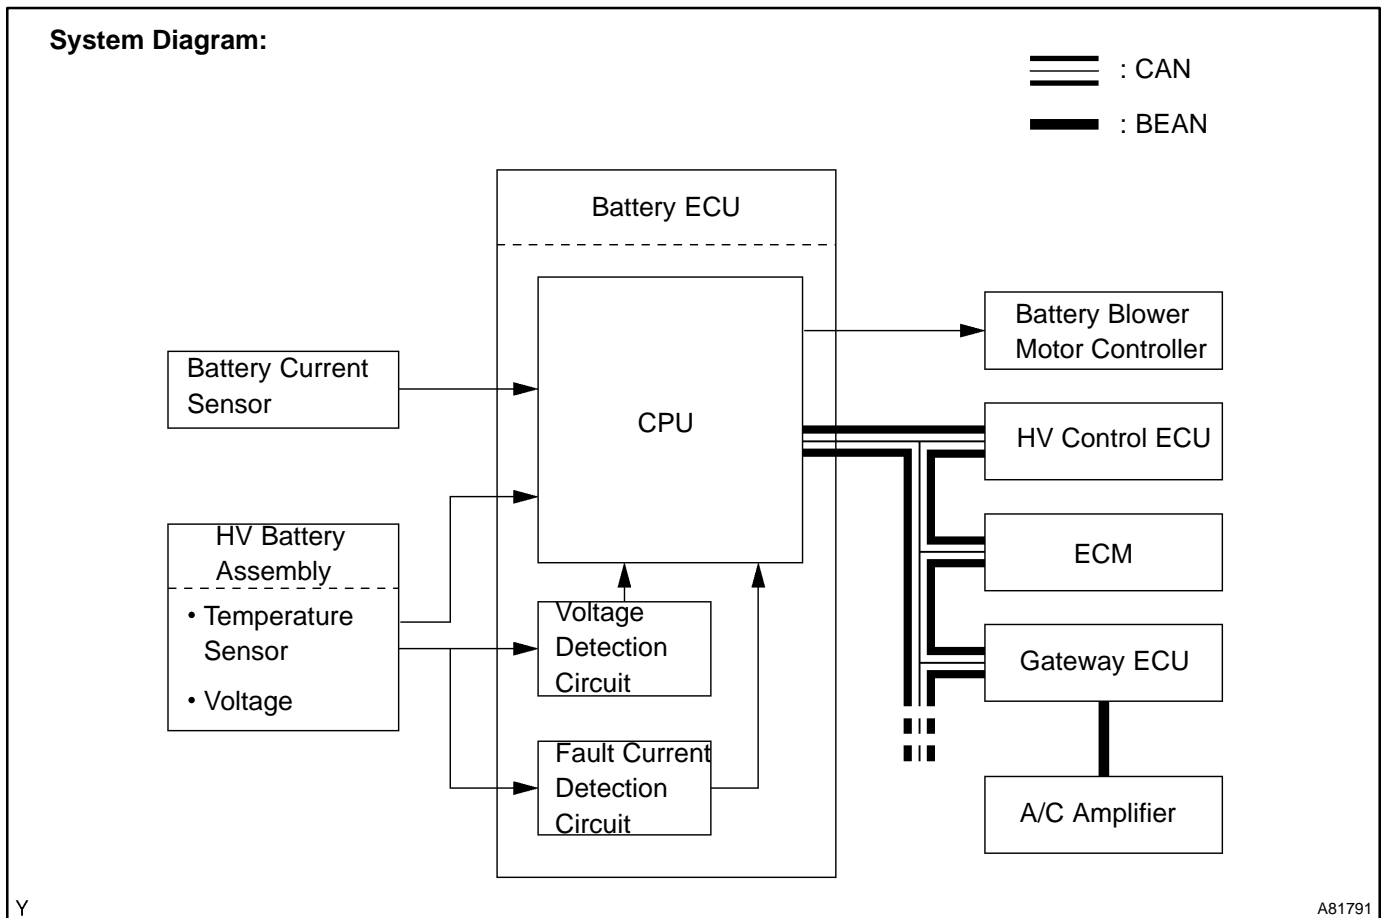 System Diagram:
: CAN
: BEAN
Battery ECU
Battery Blower
Motor Controller
Battery Current
Sensor
CPU
HV Control ECU
HV Battery
Assembly
ECM
• Temperature
Sensor
• Voltage
Voltage
Detection
Circuit
Gateway ECU
Fault Current
Detection
Circuit
A/C Amplifier
Y
A81791